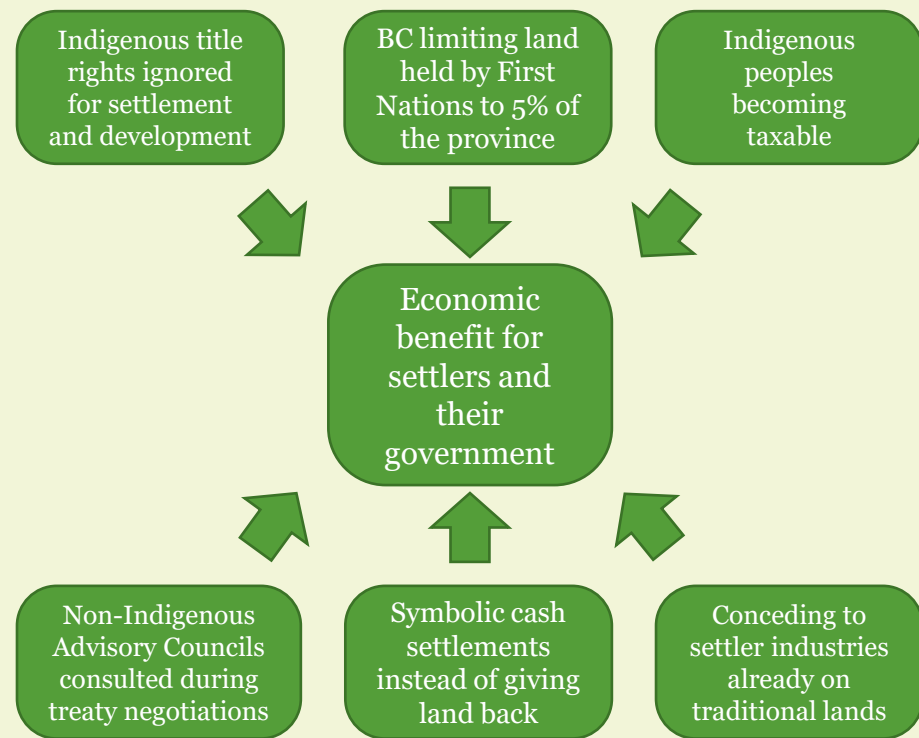 Indigenous title
rights ignored
for settlement
and development
BC limiting land
held by First
Nations to 5% of
the province
Indigenous
peoples
becoming
taxable
Economic
benefit for
settlers and
their
government
Non-Indigenous
Advisory Councils
consulted during
treaty negotiations
Symbolic cash
settlements
instead of giving
land back
Conceding to
settler industries
already on
traditional lands